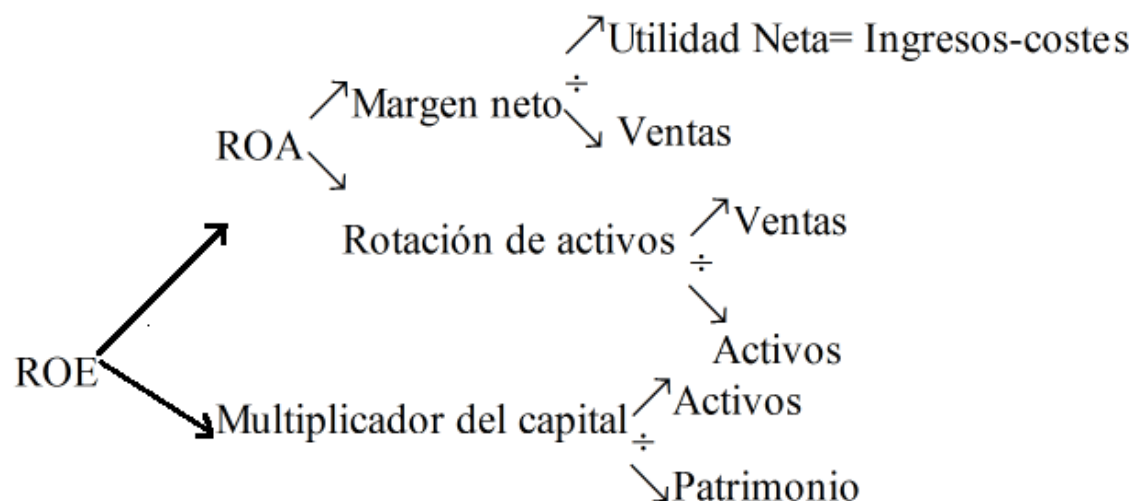 Utilidad Neta= Ingresos-costes
÷
Margen neto
Ventas
ROA
Rotación de activos
Ventas
÷
Activos
ROE
Multiplicador del capital
Activos
÷
Patrimonio